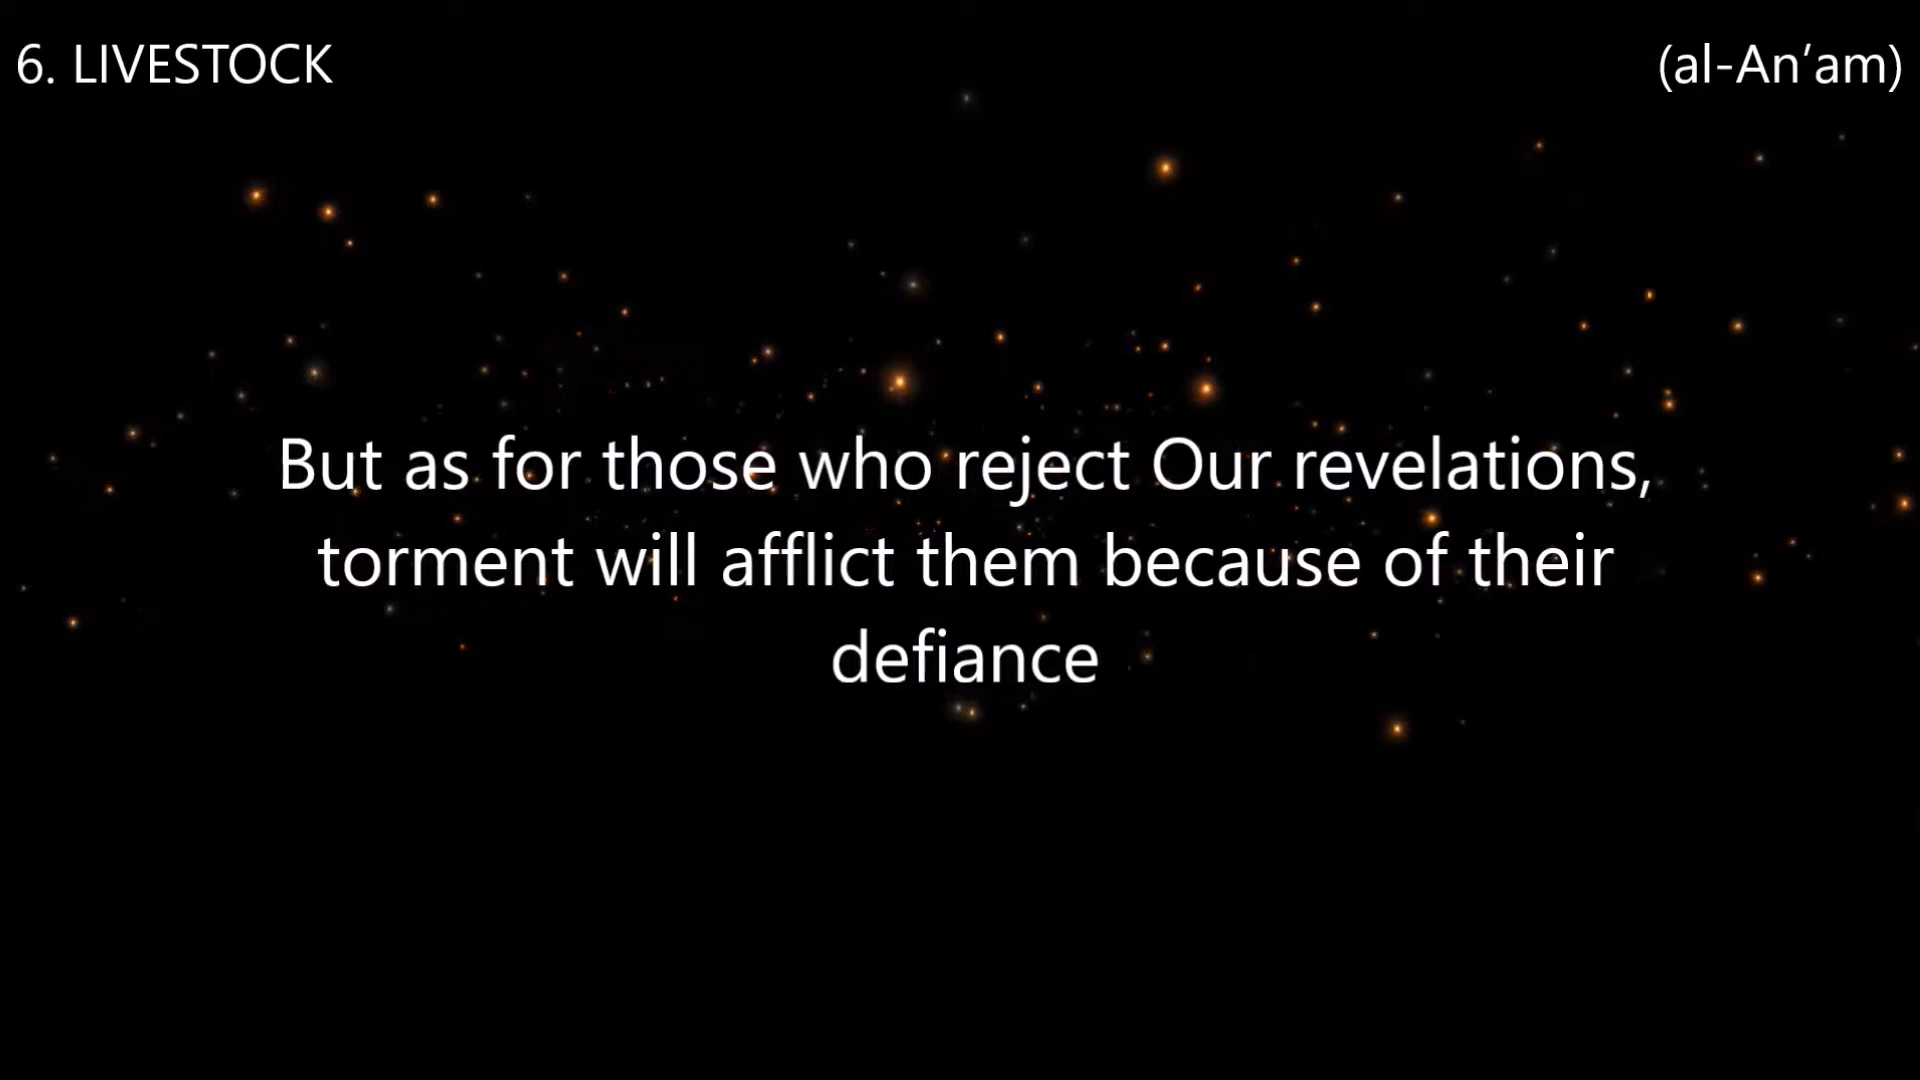 6. LIVESTOCK
(al-An’am)
But as for those who reject Our revelations,
torment will afflict them because of their
defiance